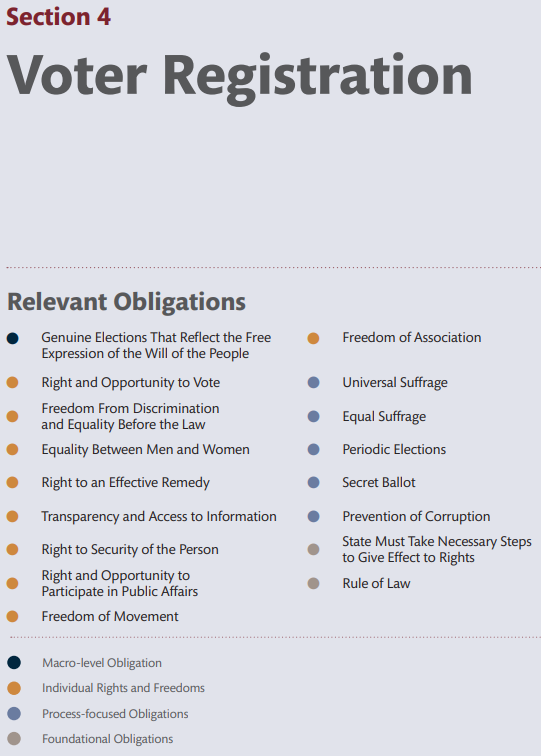 Section 4
Voter Registration
Relevant Obligations
Genuine Elections That Reflect the Free
Expression of the Will of the People
Right and Opportunity to Vote
Freedom From Discrimination
and Equality Before the Law
Equality Between Men and Women
Right to an Effective Remedy
Transparency and Access to Information
Right to Security of the Person
Right and Opportunity to
Participate in Public Affairs
Freedom of Movement
Freedom of Association
Universal Suffrage
Equal Suffrage
Periodic Elections
Secret Ballot
Prevention of Corruption
State Must Take Necessary Steps
to Give Effect to Rights
Rule of Law
Macro-level Obligation
Individual Rights and Freedoms
Process-focused Obligations
Foundational Obligations